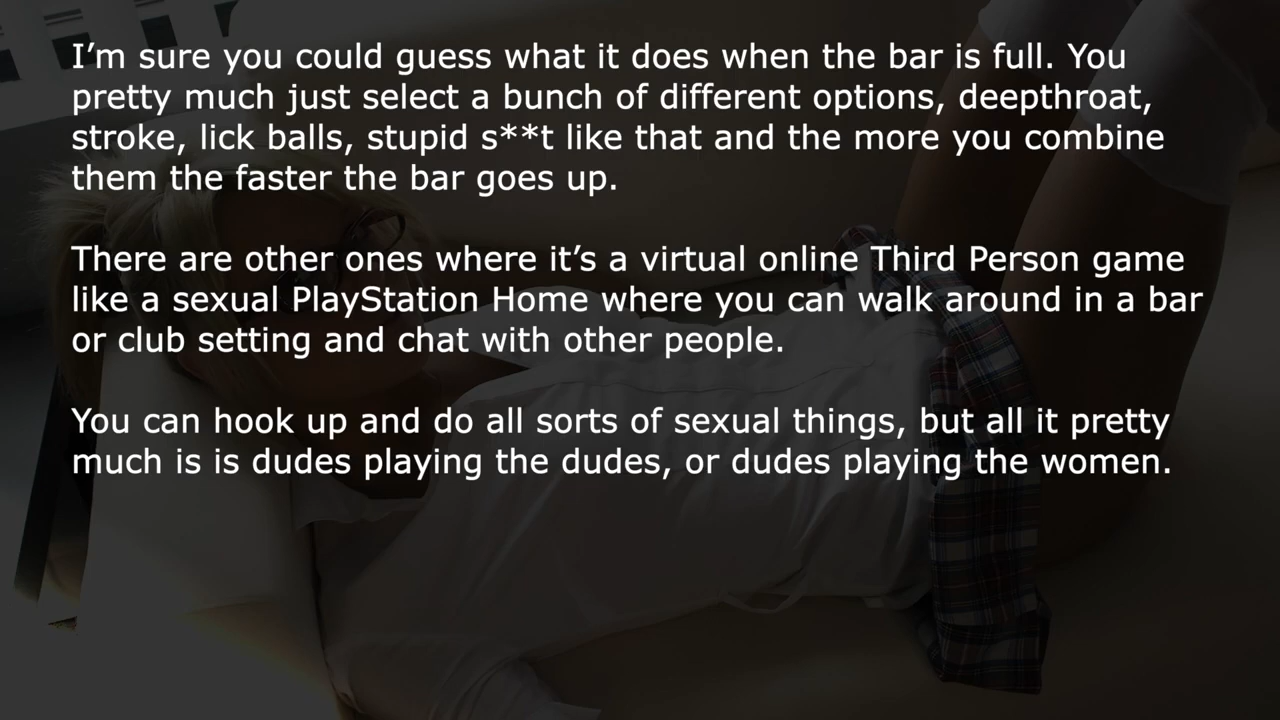 I’m sure you could guess what it does when the bar is full. You
pretty much just select a bunch of different options, deepthroat,
stroke, lick balls, stupid s**t like that and the more you combine
them the faster the bar goes up.
There are other ones where it’s a virtual online Third Person game
like a sexual PlayStation Home where you can walk around in a bar
or club setting and chat with other people.
You can hook up and do all sorts of sexual things, but all it pretty
much is is dudes playing the dudes, or dudes playing the women.